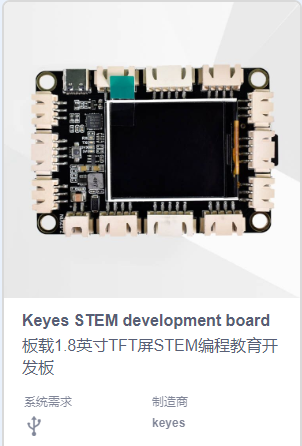 Keyes STEM development board
板载1.8英寸TFT屏STEM编程教育开
发板
系统需求
制造商
keyes